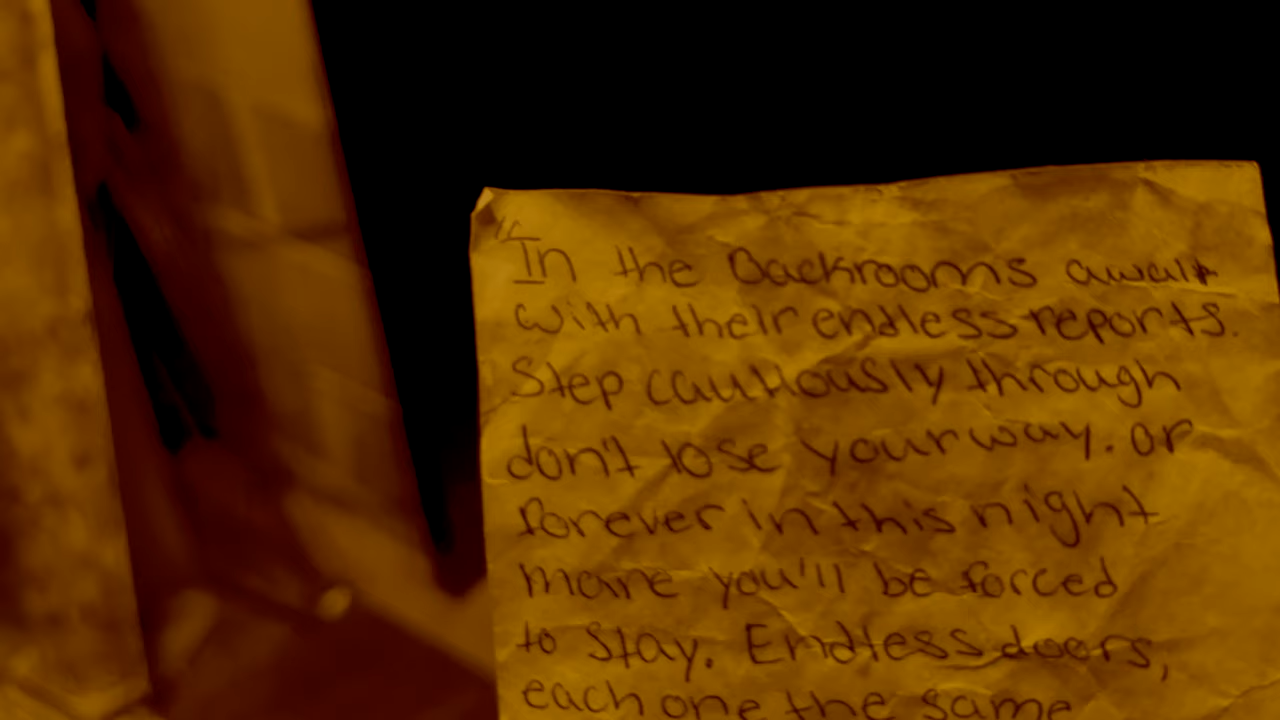 "In the Backrooms await
with their endless reports.
Step cautiously through
don't lose your way. or
forever in this night
mare you'll be forced
to stay. Endless doors,
each one the same